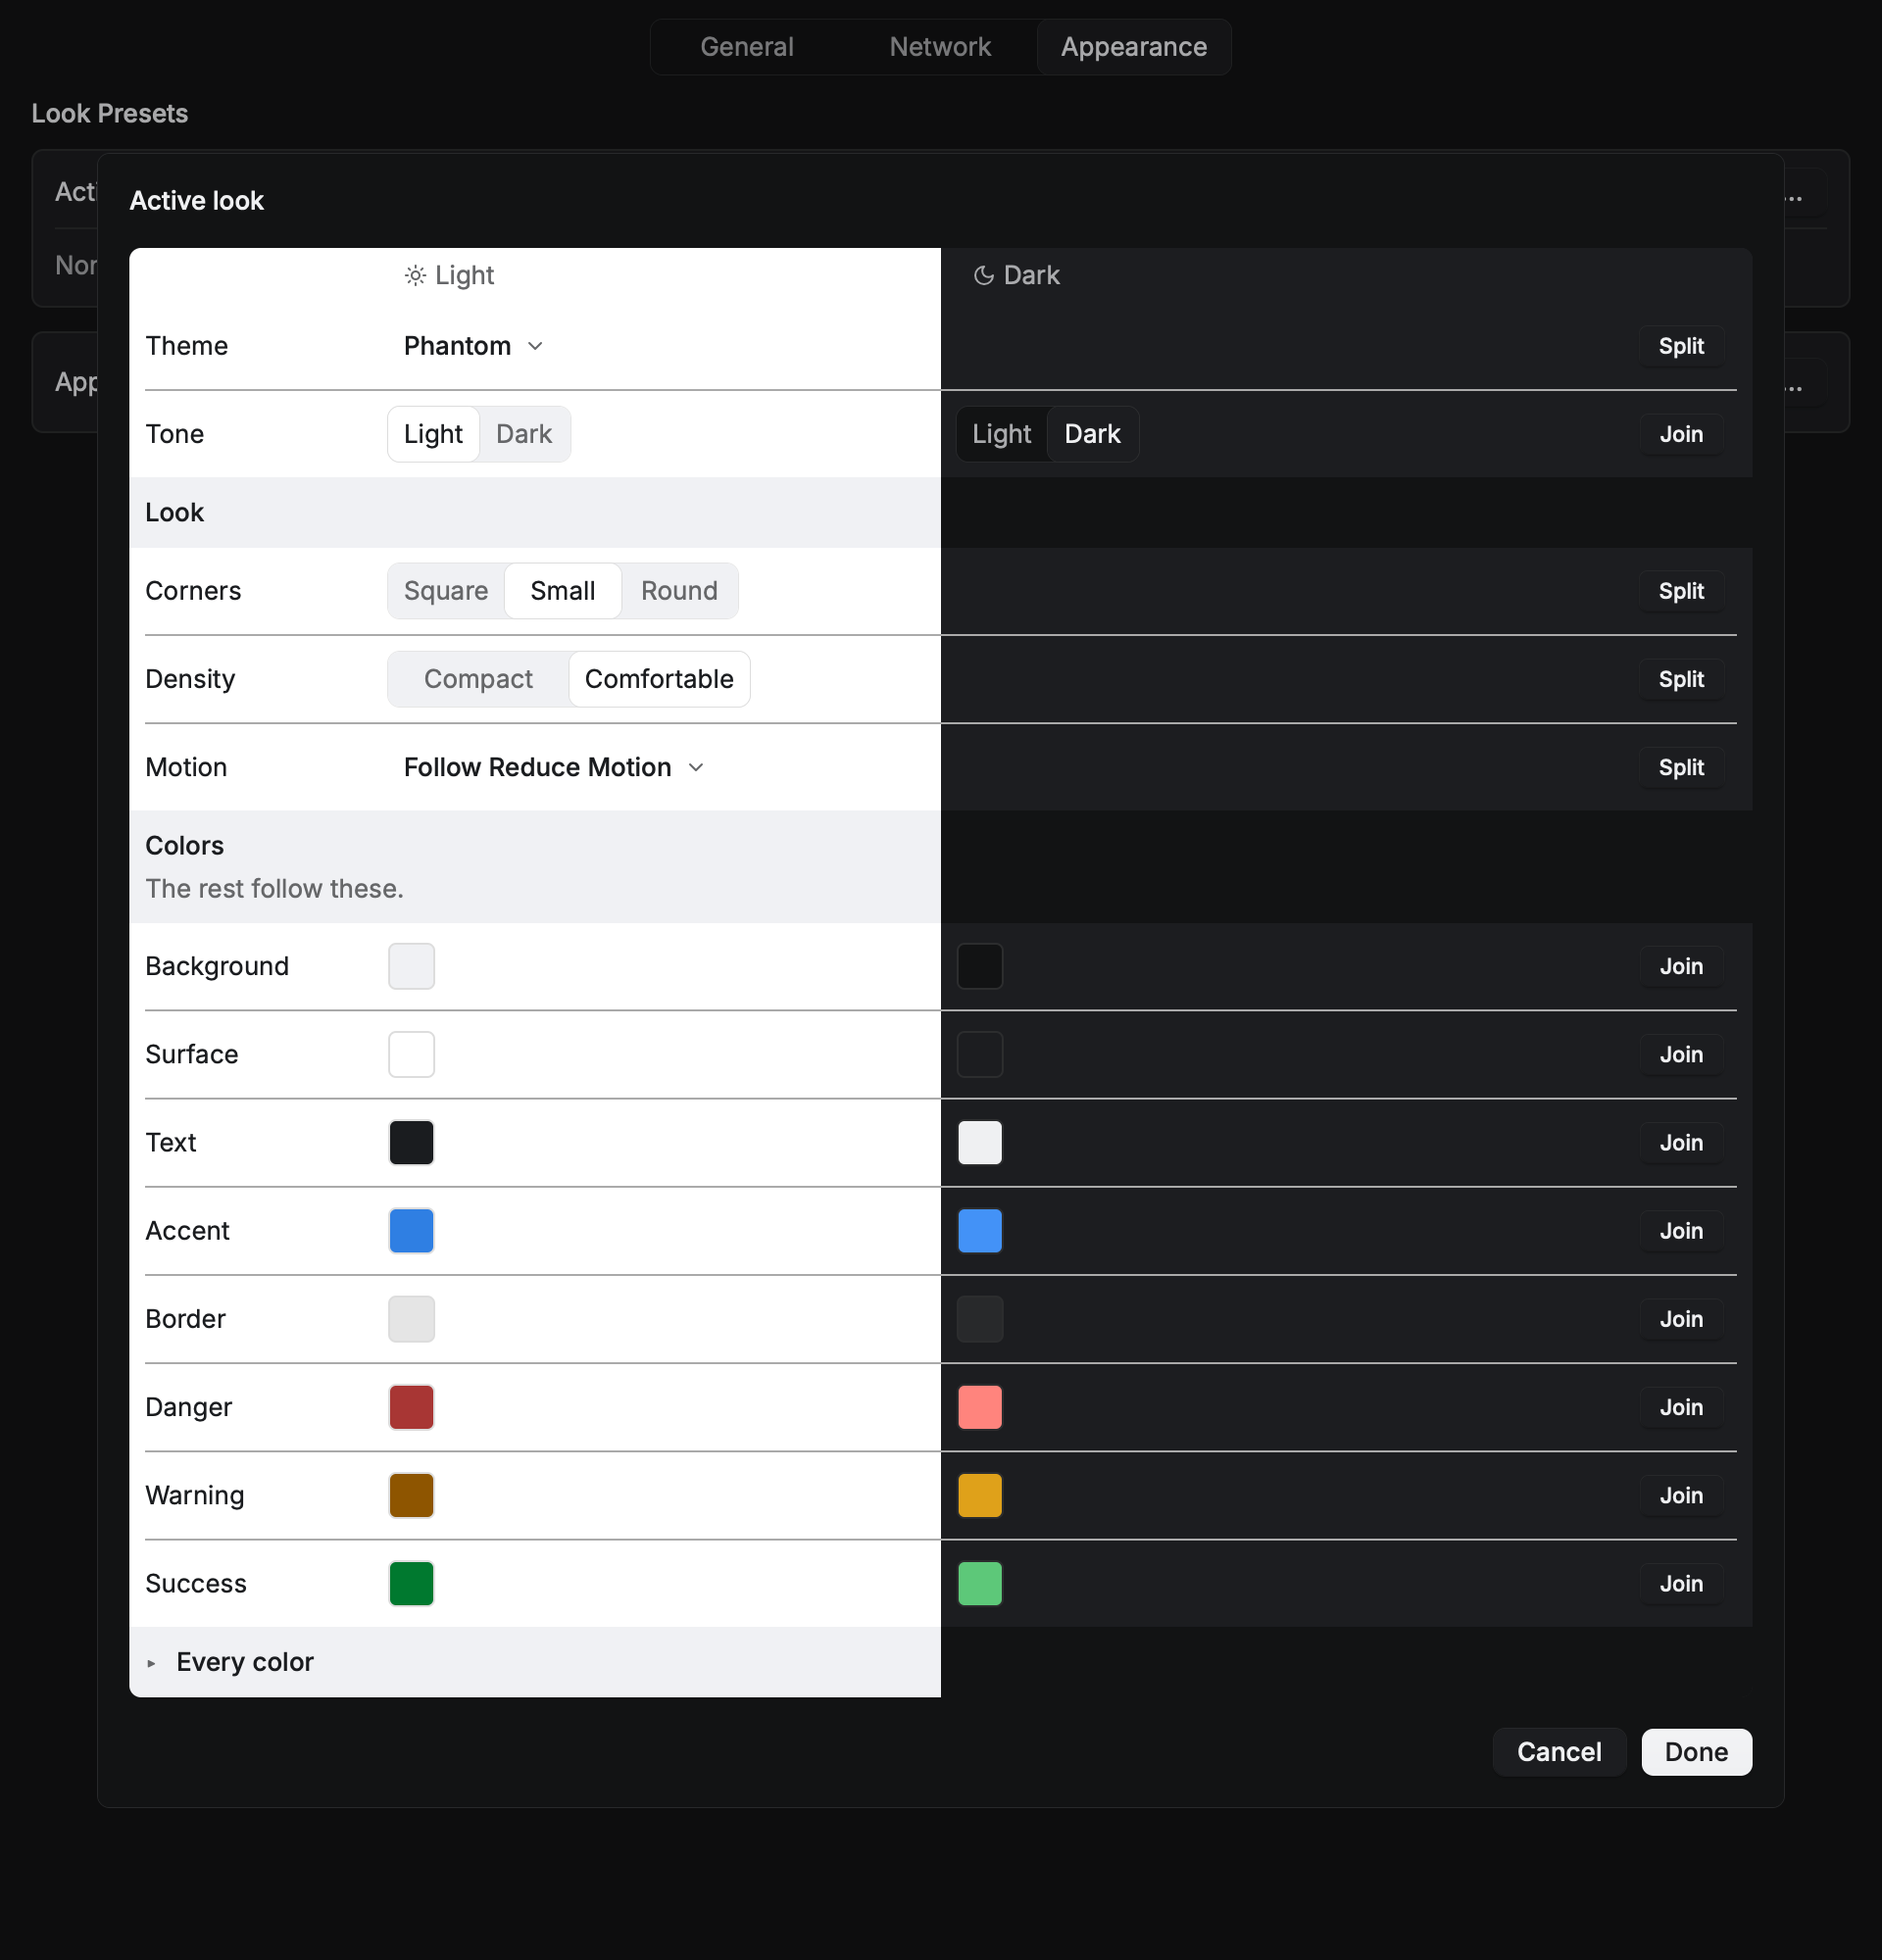 General Network Appearance
Look Presets
Acti
...
Active look
Nor
Light Dark
Theme Phantom Split
App
...
Tone Light Dark Light Dark Join
Look
Corners Square Small Round Split
Density Compact Comfortable Split
Motion Follow Reduce Motion Split
Colors
The rest follow these.
Background Join
Surface Join
Text Join
Accent Join
Border Join
Danger Join
Warning Join
Success Join
Every color
Cancel Done